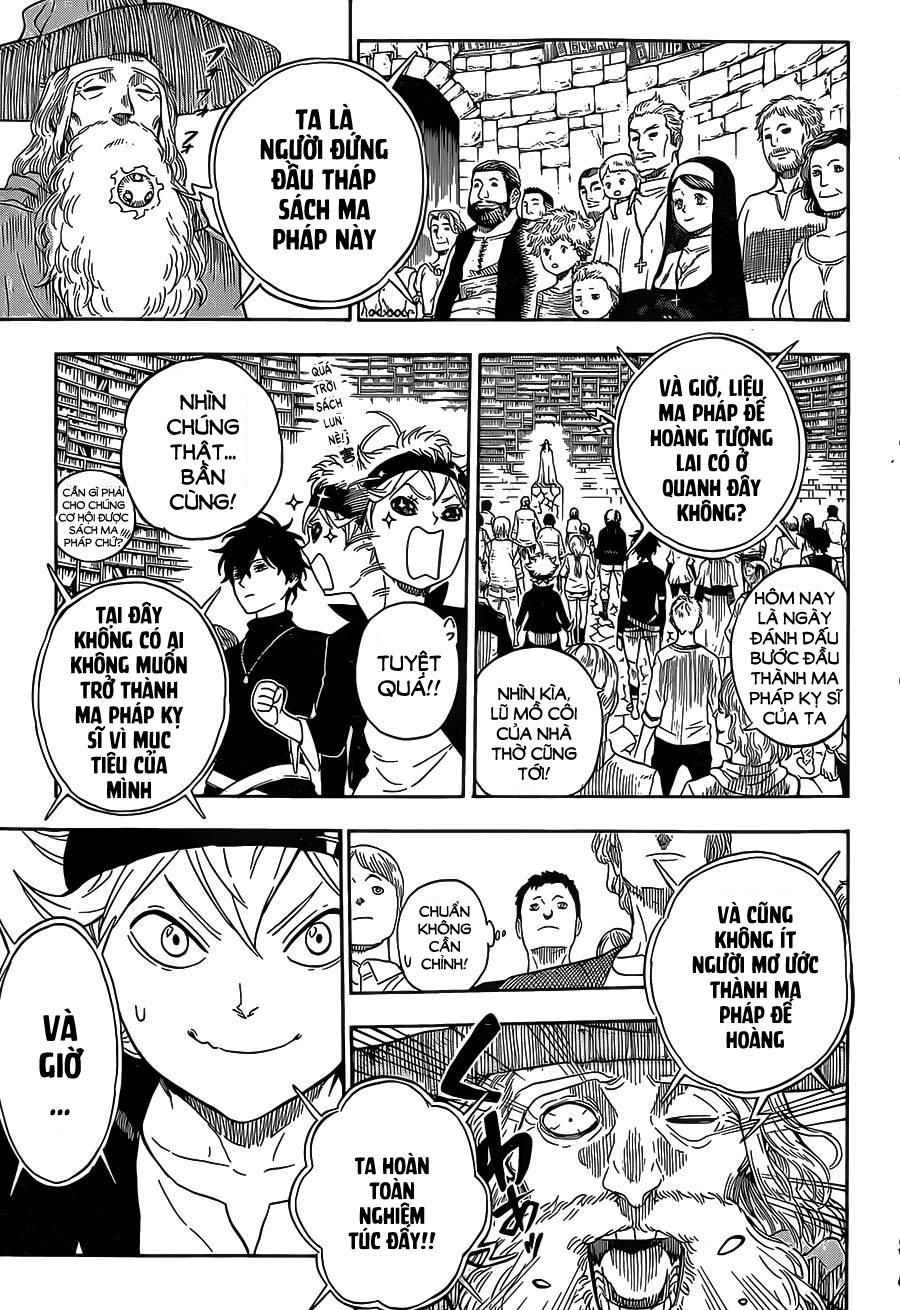 TA LÀ
NGƯỜI ĐỨNG
ĐẦU THÁP
SÁCH MA
PHÁP NÀY
VÀ GIỜ, LIỆU
MA PHÁP ĐẾ
HOÀNG TƯỢNG
LAI CÓ Ở
QUANH ĐÂY
KHÔNG?
HÔM NAY
LÀ NGÀY
ĐÁNH DẤU
BƯỚC ĐẦU
THÀNH MA
PHÁP KỴ SĨ
CỦA TA
NHÌN KÌA,
LŨ MỒ CÔI
CỦA NHÀ
THỜ CŨNG
TỚI!
QUÁ
TRỜI
SÁCH
LUN
NÈ!
NHÌN
CHÚNG
THẬT...
BẦN
CÙNG!
CẦN GÌ PHẢI
CHO CHÚNG
CƠ HỘI ĐƯỢC
SÁCH MA
PHÁP CHỨ?
TUYỆT
QUÁ!!
TẠI ĐÂY
KHÔNG CÓ AI
KHÔNG MUỐN
TRỞ THÀNH
MA PHÁP KỴ
SĨ VÌ MỤC
TIÊU CỦA
MÌNH
VÀ CŨNG
KHÔNG ÍT
NGƯỜI MƠ ƯỚC
THÀNH MA
PHÁP ĐẾ
HOÀNG
CHUẨN
KHÔNG
CẦN
CHỈNH!
くわぁっ
TA HOÀN
TOÀN
NGHIÊM
TÚC ĐẤY!!
VÀ
GIỜ
...